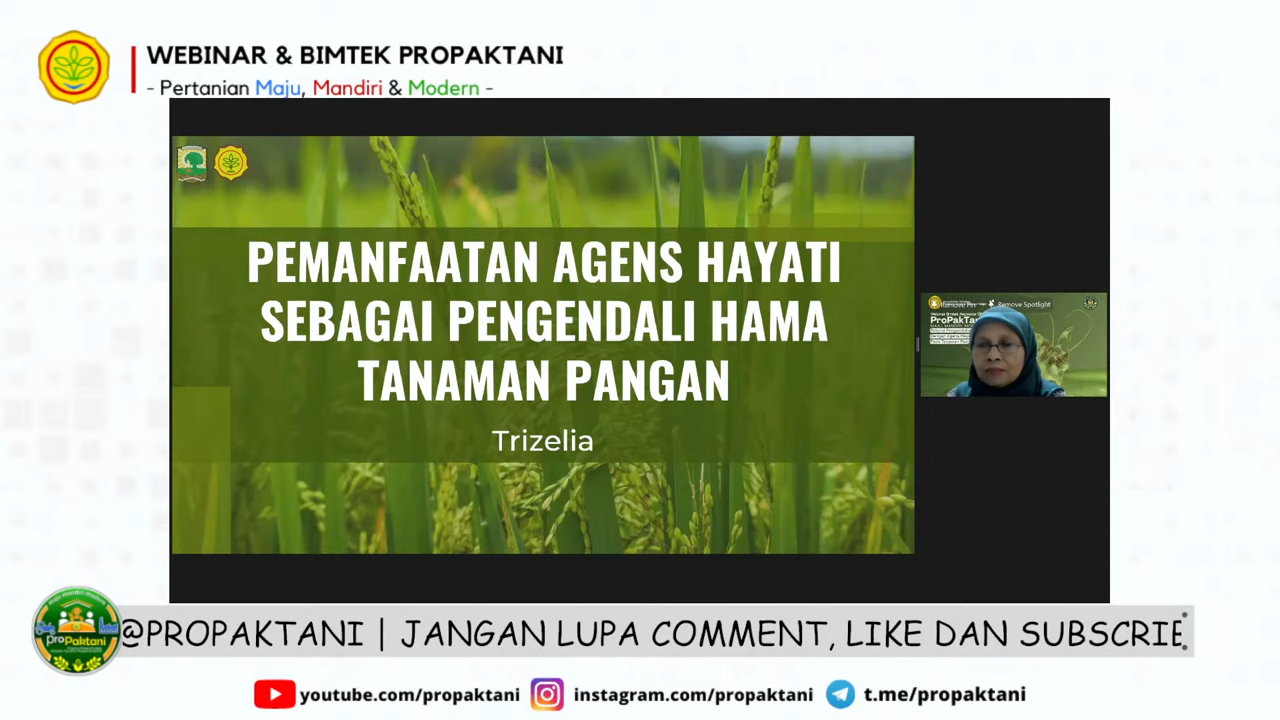 WEBINAR & BIMTEK PROPAKTANI
- Pertanian Maju, Mandiri & Modern -
PEMANFAATAN AGENS HAYATI
SEBAGAI PENGENDALI HAMA
TANAMAN PANGAN
Trizelia
Remove Spotlight
ProPakTani
@PROPAKTANI | JANGAN LUPA COMMENT, LIKE DAN SUBSCRIE
youtube.com/propaktani
instagram.com/propaktani
t.me/propaktani